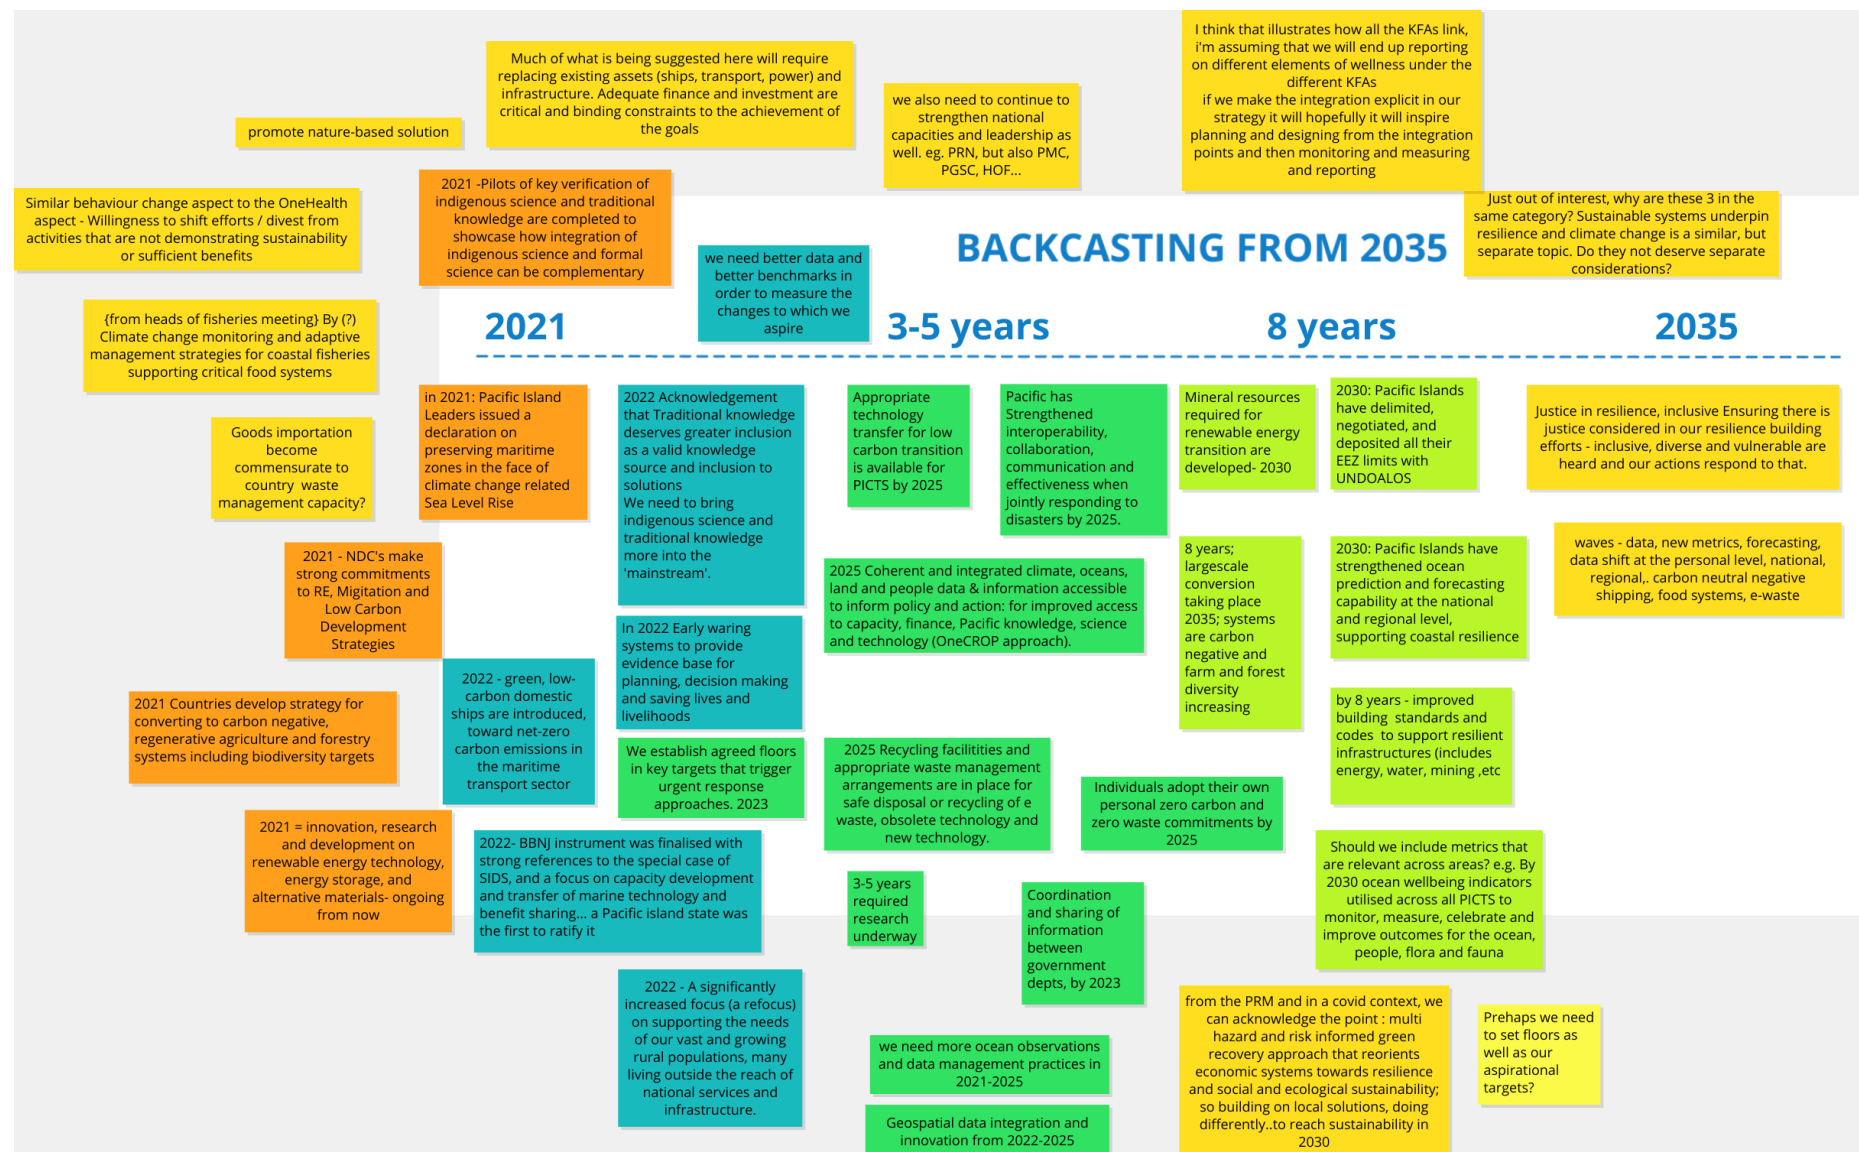 I think that illustrates how all the KFAs link,
i'm assuming that we will end up reporting
on different elements of wellness under the
different KFAs
if we make the integration explicit in our
strategy it will hopefully it will inspire
planning and designing from the integration
points and then monitoring and measuring
and reporting
Much of what is being suggested here will require
replacing existing assets (ships, transport, power) and
infrastructure. Adequate finance and investment are
critical and binding constraints to the achievement of
the goals
we also need to continue to
strengthen national
capacities and leadership as
well. eg. PRN, but also PMC,
PGSC, HOF...
promote nature-based solution
2021 -Pilots of key verification of
indigenous science and traditional
knowledge are completed to
showcase how integration of
indigenous science and formal
science can be complementary
Similar behaviour change aspect to the OneHealth
aspect - Willingness to shift efforts / divest from
activities that are not demonstrating sustainability
or sufficient benefits
Just out of interest, why are these 3 in the
same category? Sustainable systems underpin
resilience and climate change is a similar, but
separate topic. Do they not deserve separate
considerations?
BACKCASTING FROM 2035
we need better data and
better benchmarks in
order to measure the
changes to which we
aspire
{from heads of fisheries meeting} By (?)
Climate change monitoring and adaptive
management strategies for coastal fisheries
supporting critical food systems
2021
3-5 years
8 years
2035
Goods importation
become
commensurate to
country waste
management capacity?
in 2021: Pacific Island
Leaders issued a
declaration on
preserving maritime
zones in the face of
climate change related
Sea Level Rise
2022 Acknowledgement
that Traditional knowledge
deserves greater inclusion
as a valid knowledge
source and inclusion to
solutions
We need to bring
indigenous science and
traditional knowledge
more into the
'mainstream'.
Appropriate
technology
transfer for low
carbon transition
is available for
PICTS by 2025
Pacific has
Strengthened
interoperability,
collaboration,
communication and
effectiveness when
jointly responding to
disasters by 2025.
Mineral resources
required for
renewable energy
transition are
developed- 2030
2030: Pacific Islands
have delimited,
negotiated, and
deposited all their
EEZ limits with
UNDOALOS
Justice in resilience, inclusive Ensuring there is
justice considered in our resilience building
efforts - inclusive, diverse and vulnerable are
heard and our actions respond to that.
2021 - NDC's make
strong commitments
to RE, Migitation and
Low Carbon
Development
Strategies
2025 Coherent and integrated climate, oceans,
land and people data & information accessible
to inform policy and action: for improved access
to capacity, finance, Pacific knowledge, science
and technology (OneCROP approach).
8 years;
largescale
conversion
taking place
2035; systems
are carbon
negative and
farm and forest
diversity
increasing
2030: Pacific Islands have
strengthened ocean
prediction and forecasting
capability at the national
and regional level,
supporting coastal resilience
waves - data, new metrics, forecasting,
data shift at the personal level, national,
regional,. carbon neutral negative
shipping, food systems, e-waste
In 2022 Early waring
systems to provide
evidence base for
planning, decision making
and saving lives and
livelihoods
2022 - green, low-
carbon domestic
ships are introduced,
toward net-zero
carbon emissions in
the maritime
transport sector
2021 Countries develop strategy for
converting to carbon negative,
regenerative agriculture and forestry
systems including biodiversity targets
We establish agreed floors
in key targets that trigger
urgent response
approaches. 2023
2025 Recycling facilitities and
appropriate waste management
arrangements are in place for
safe disposal or recycling of e
waste, obsolete technology and
new technology.
Individuals adopt their own
personal zero carbon and
zero waste commitments by
2025
by 8 years - improved
building standards and
codes to support resilient
infrastructures (includes
energy, water, mining ,etc
2021 = innovation, research
and development on
renewable energy technology,
energy storage, and
alternative materials- ongoing
from now
2022- BBNJ instrument was finalised with
strong references to the special case of
SIDS, and a focus on capacity development
and transfer of marine technology and
benefit sharing... a Pacific island state was
the first to ratify it
3-5 years
required
research
underway
Coordination
and sharing of
information
between
government
depts, by 2023
Should we include metrics that
are relevant across areas? e.g. By
2030 ocean wellbeing indicators
utilised across all PICTS to
monitor, measure, celebrate and
improve outcomes for the ocean,
people, flora and fauna
2022 - A significantly
increased focus (a refocus)
on supporting the needs
of our vast and growing
rural populations, many
living outside the reach of
national services and
infrastructure.
we need more ocean observations
and data management practices in
2021-2025
Geospatial data integration and
innovation from 2022-2025
from the PRM and in a covid context, we
can acknowledge the point : multi
hazard and risk informed green
recovery approach that reorients
economic systems towards resilience
and social and ecological sustainability;
so building on local solutions, doing
differently..to reach sustainability in
2030
Prehaps we need
to set floors as
well as our
aspirational
targets?